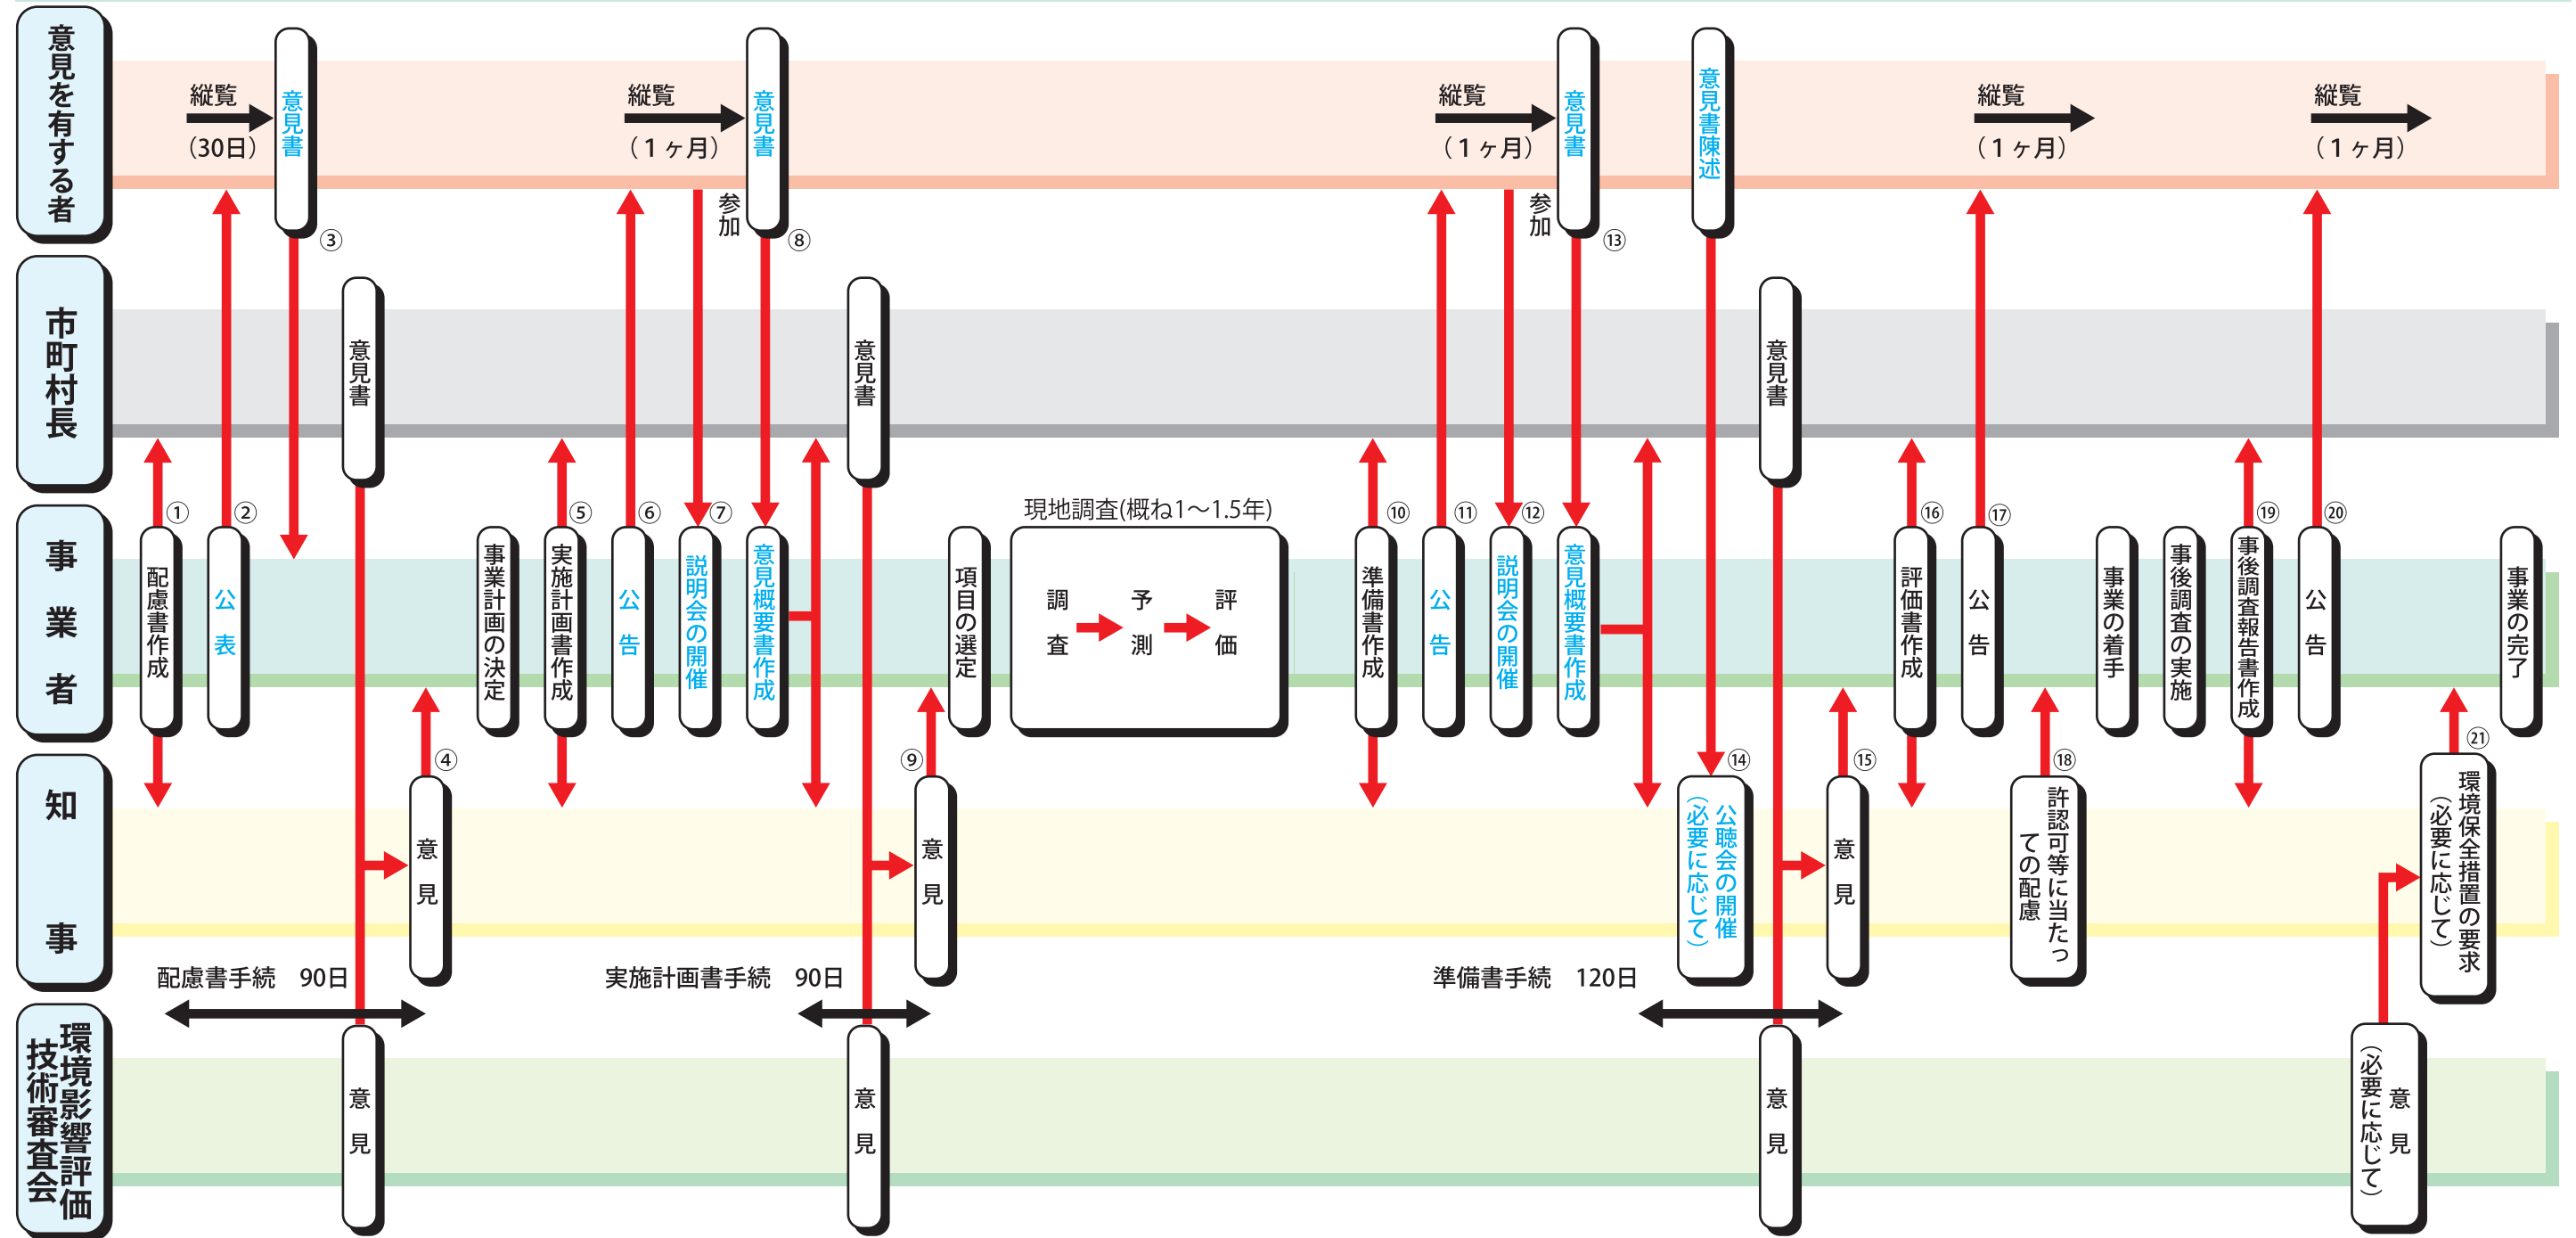 意見を有する者
縦覧
（30日）
意見書
③
縦覧
（１ヶ月）
参加
意見書
⑧
縦覧
（１ヶ月）
参加
意見書
⑬
意見書陳述
縦覧
（１ヶ月）
縦覧
（１ヶ月）
市町村長
意見書
意見書
意見書
事業者
①
配慮書作成
②
公表
事業計画の決定
⑤
実施計画書作成
⑥
公告
⑦
説明会の開催
意見概要書作成
項目の選定
現地調査(概ね1～1.5年)
調査
予測
評価
⑩
準備書作成
⑪
公告
⑫
説明会の開催
意見概要書作成
⑯
評価書作成
⑰
公告
事業の着手
事後調査の実施
⑲
事後調査報告書作成
⑳
公告
事業の完了
知事
④
意見
⑨
意見
⑭
公聴会の開催
（必要に応じて）
⑮
意見
⑱
許認可等に当たっ
ての配慮
㉑
環境保全措置の要求
（必要に応じて）
配慮書手続　90日
実施計画書手続　90日
準備書手続　120日
環境影響評価
技術審査会
意見
意見
意見
意見
（必要に応じて）